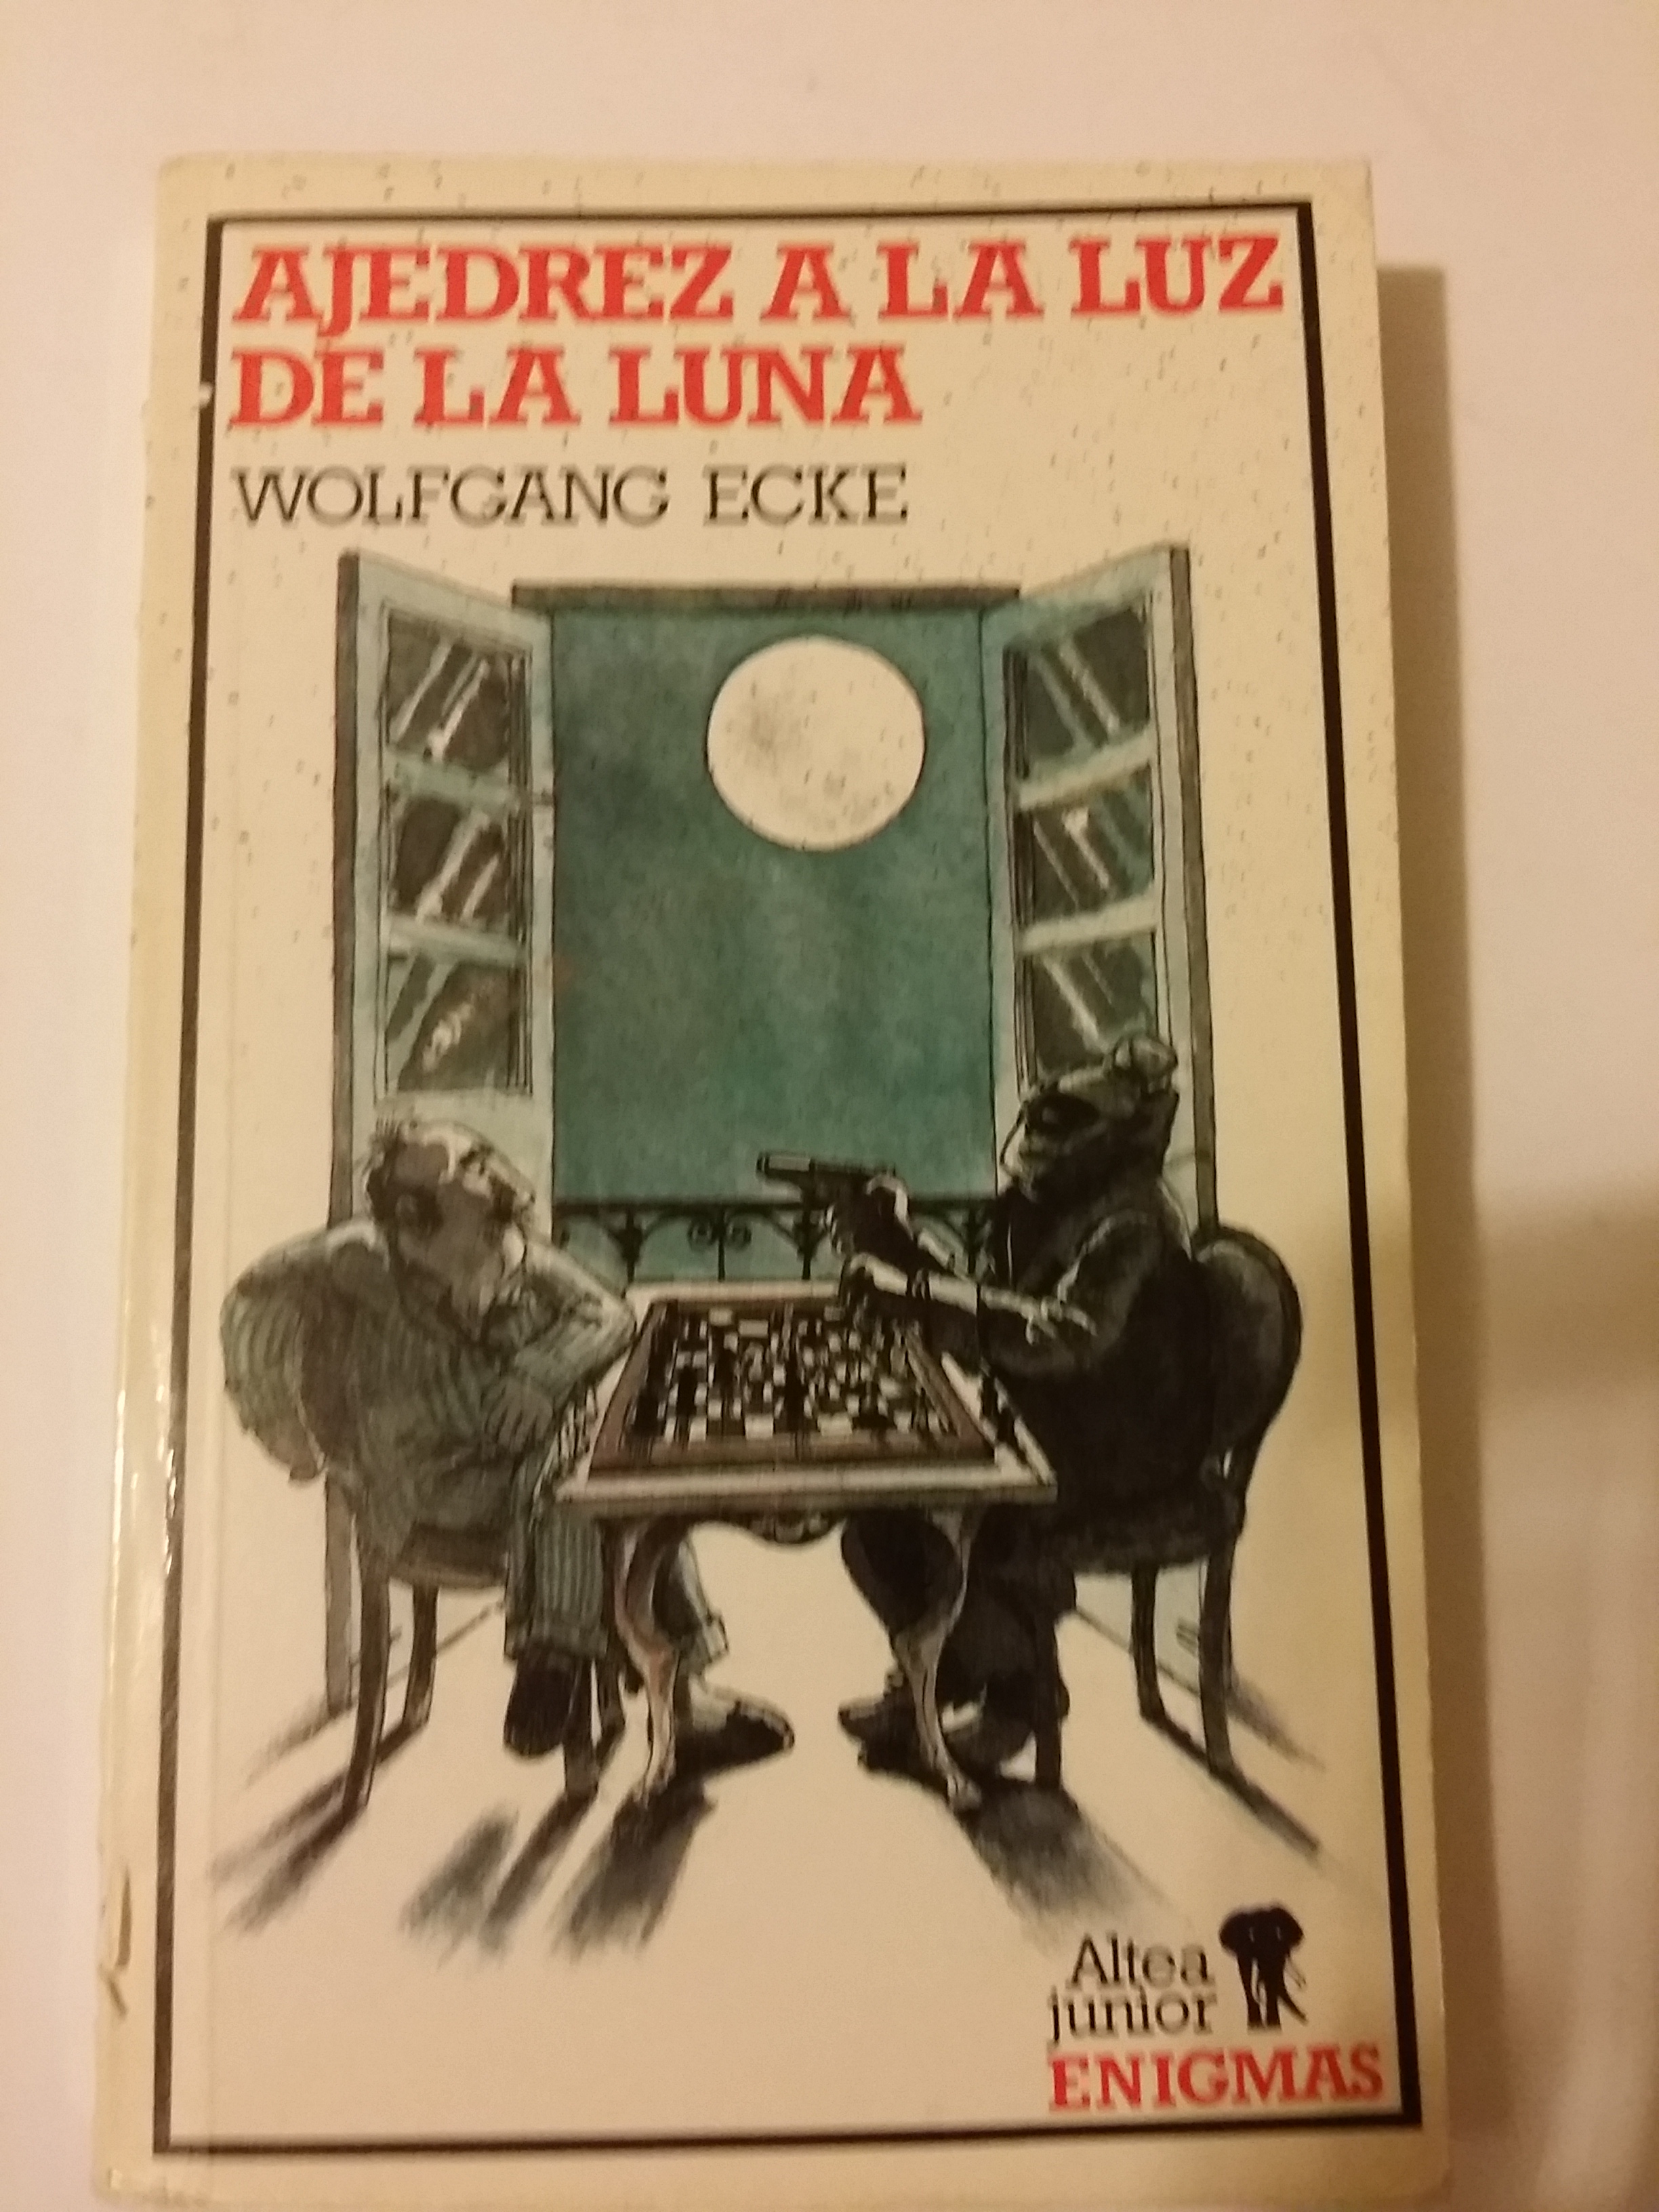 AJEDREZ A LA LUZ
DE LA LUNA
WOLFGANG ECKE
Altea
junior
ENIGMAS